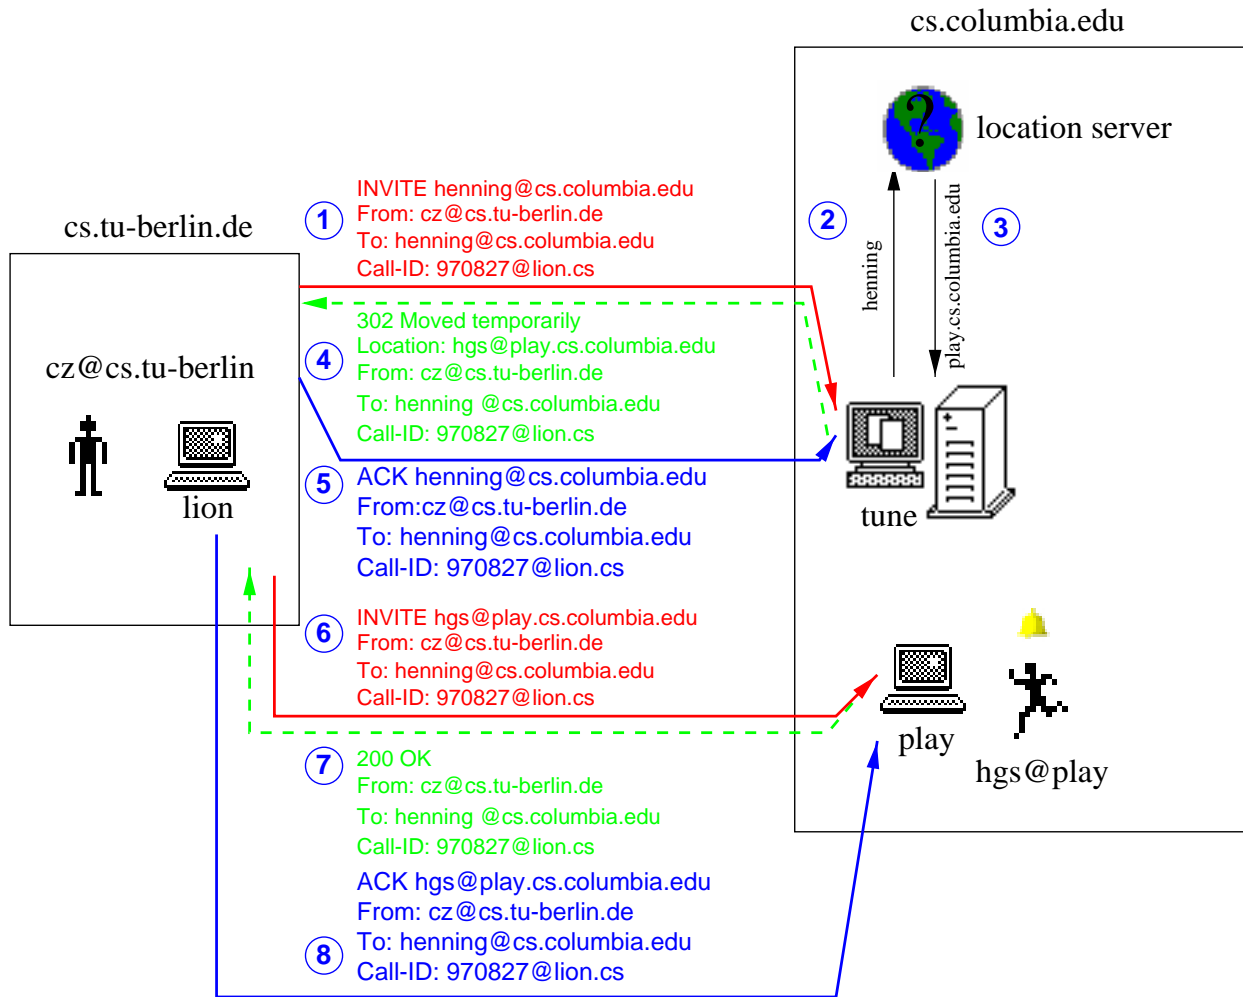 cs.columbia.edu
location server
INVITE henning@cs.columbia.edu
1
From: cz@cs.tu-berlin.de
To: henning@cs.columbia.edu
Call-ID: 970827@lion.cs
2
3
henning
play.cs.columbia.edu
cs.tu-berlin.de
cz@cs.tu-berlin
lion
302 Moved temporarily
4
Location: hgs@play.cs.columbia.edu
From: cz@cs.tu-berlin.de
To: henning @cs.columbia.edu
Call-ID: 970827@lion.cs
tune
5
ACK henning@cs.columbia.edu
From:cz@cs.tu-berlin.de
To: henning@cs.columbia.edu
Call-ID: 970827@lion.cs
6
INVITE hgs@play.cs.columbia.edu
From: cz@cs.tu-berlin.de
To: henning@cs.columbia.edu
Call-ID: 970827@lion.cs
play
hgs@play
7
200 OK
From: cz@cs.tu-berlin.de
To: henning @cs.columbia.edu
Call-ID: 970827@lion.cs
8
ACK hgs@play.cs.columbia.edu
From: cz@cs.tu-berlin.de
To: henning@cs.columbia.edu
Call-ID: 970827@lion.cs
?